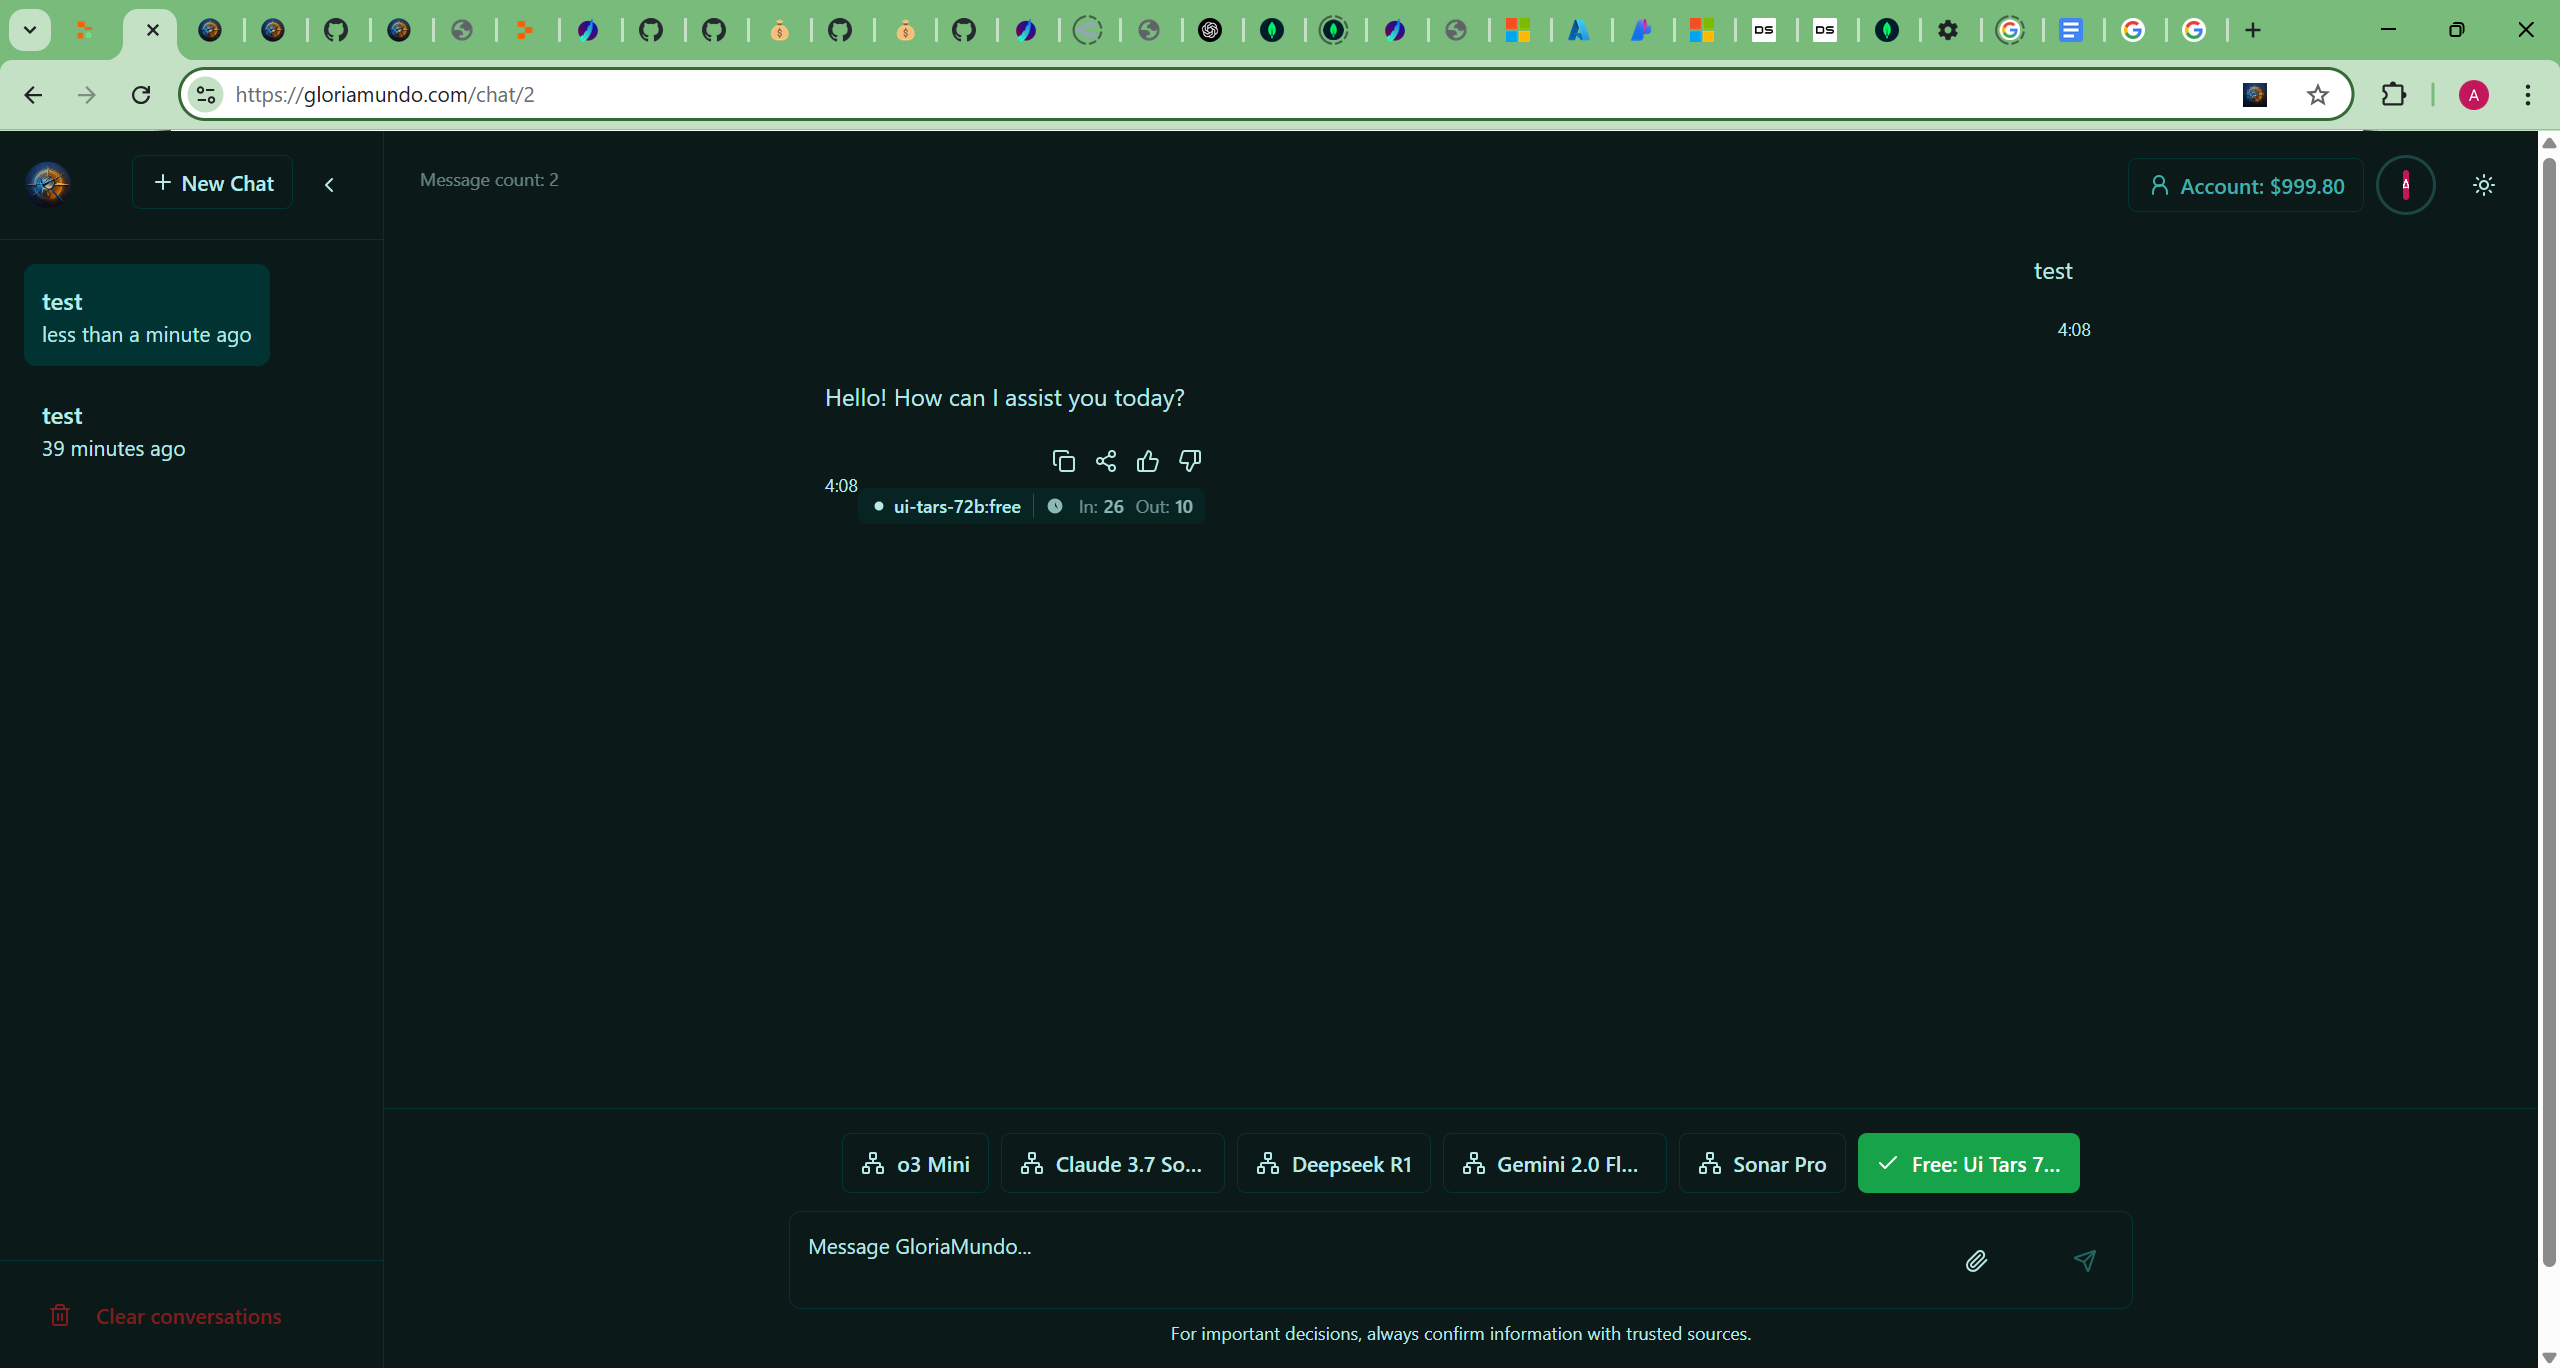 https://gloriamundo.com/chat/2
A
New Chat
Message count: 2
Account: $999.80
A
test
less than a minute ago
test
39 minutes ago
test
4:08
Hello! How can I assist you today?
4:08
ui-tars-72b:free
In: 26 Out: 10
o3 Mini
Claude 3.7 So...
Deepseek R1
Gemini 2.0 Fl...
Sonar Pro
Free: Ui Tars 7...
Message GloriaMundo...
Clear conversations
For important decisions, always confirm information with trusted sources.
DS
DS